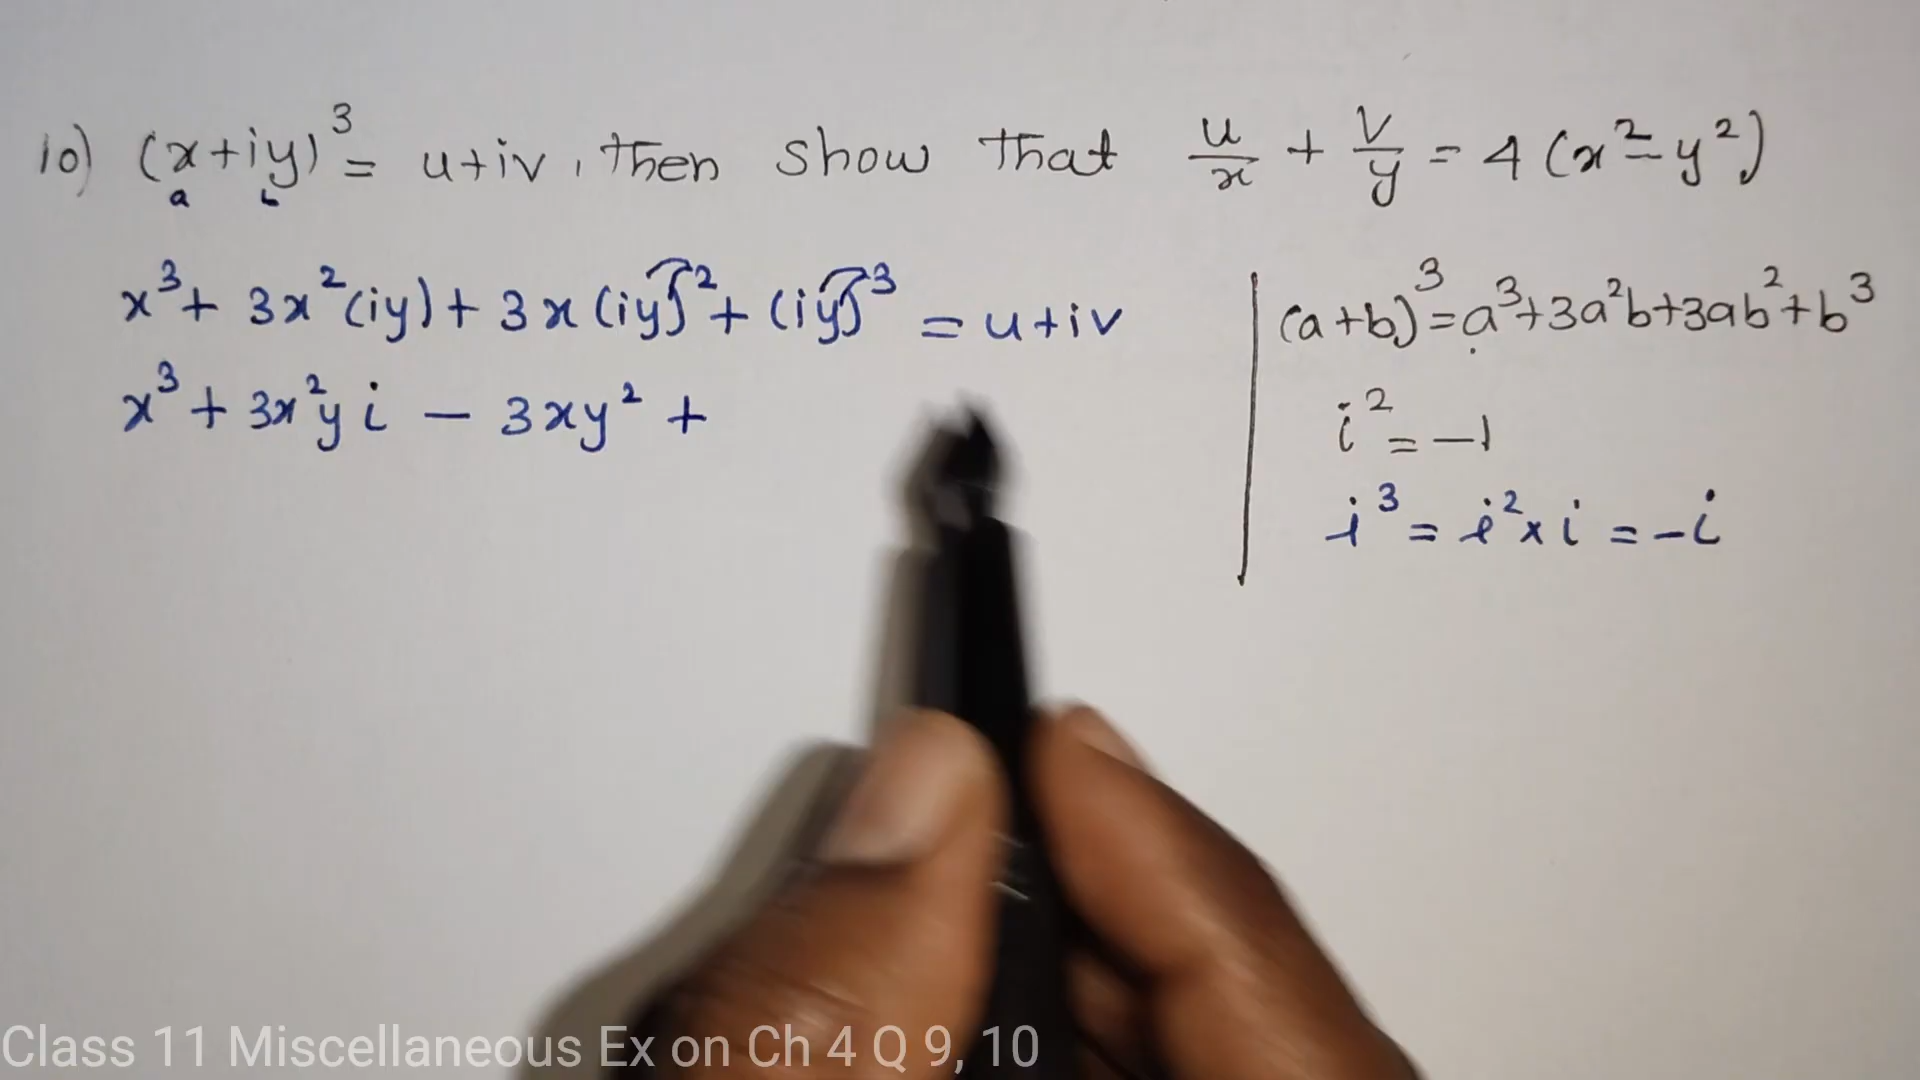 10) (x+iy)³ = u+iv, then show that u/x + v/y = 4(x²-y²)
a b
x³ + 3x²(iy) + 3x(iy)² + (iy)³ = u+iv
x³ + 3x²yi - 3xy² +
(a+b)³ = a³+3a²b+3ab²+b³
i² = -1
i³ = i² × i = -i
Class 11 Miscellaneous Ex on Ch 4 Q 9, 10